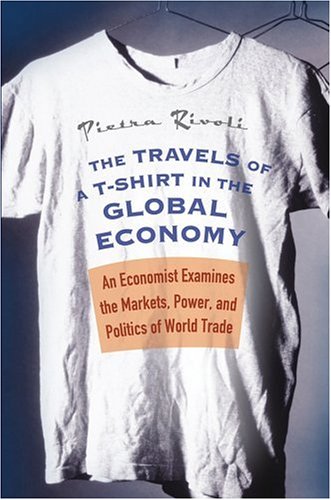 Pietra Rivoli
THE TRAVELS OF
A T-SHIRT IN THE
GLOBAL
ECONOMY
An Economist Examines
the Markets, Power, and
Politics of World Trade